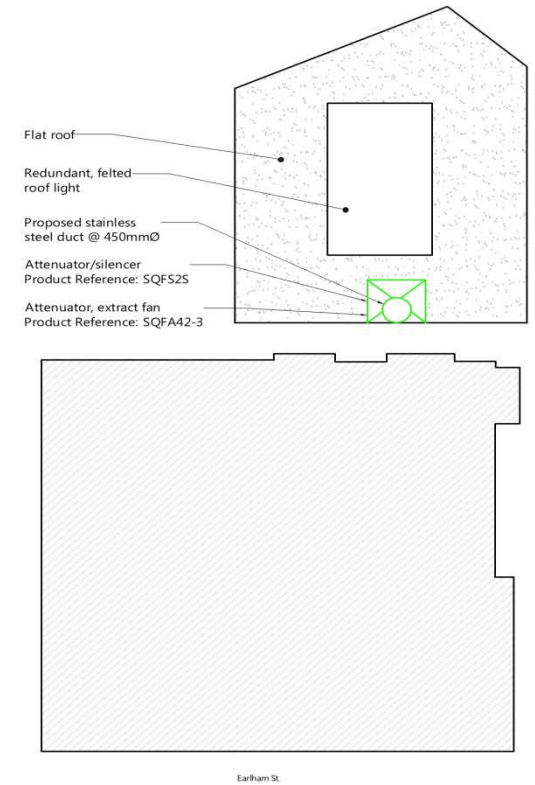 Flat roof
Redundant, felted
roof light
Proposed stainless
steel duct @ 450mmØ
Attenuator/silencer
Product Reference: SQFS2S
Attenuator, extract fan
Product Reference: SQFA42-3
Earlham St.